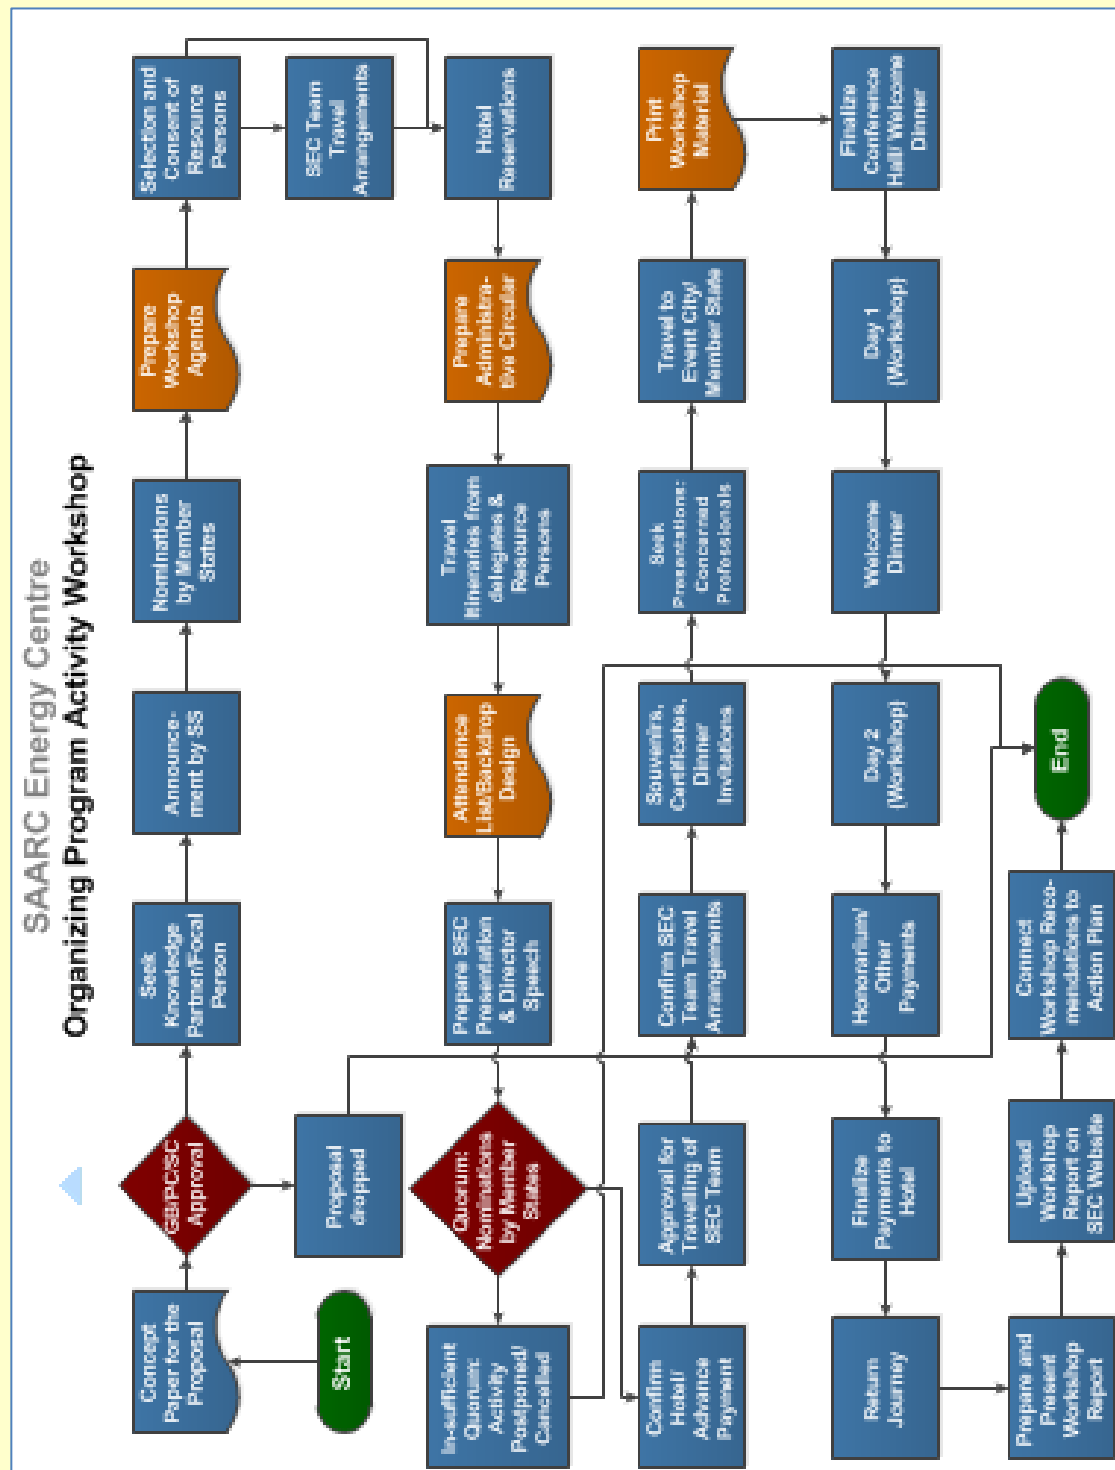 SAARC Energy Centre
Organizing Program Activity Workshop
Start
Concept
Paper for the
Proposal
GB/PC/SC
Approval
Proposal
dropped
Seek
Knowledge
Partner/Focal
Person
Announce-
ment by SS
Nominations
by Member
States
Prepare
Workshop
Agenda
Selection and
Consent of
Resource
Persons
SEC Team
Travel
Arrangements
Hotel
Reservations
Prepare
Administra-
tive Circular
Travel
Itineraries from
delegates &
Resource
Persons
Attendance
List/Backdrop
Design
Prepare SEC
Presentation
& Director
Speech
Quorum:
Nominations
by Member
States
In-sufficient
Quorum:
Activity
Postponed/
Cancelled
Confirm
Hotel/
Advance
Payment
Approval for
Travelling of
SEC Team
Confirm SEC
Team Travel
Arrangements
Souvenirs,
Certificates,
Dinner
Invitations
Seek
Presentations:
Concerned
Professionals
Travel to
Event City/
Member State
Print
Workshop
Material
Finalize
Conference
Hall/ Welcome
Dinner
Day 1
(Workshop)
Welcome
Dinner
Day 2
(Workshop)
Honorarium/
Other
Payments
Finalize
Payments to
Hotel
Return
Journey
Prepare and
Present
Workshop
Report
Upload
Workshop
Report on
SEC Website
Connect
Workshop Reco-
mendations to
Action Plan
End